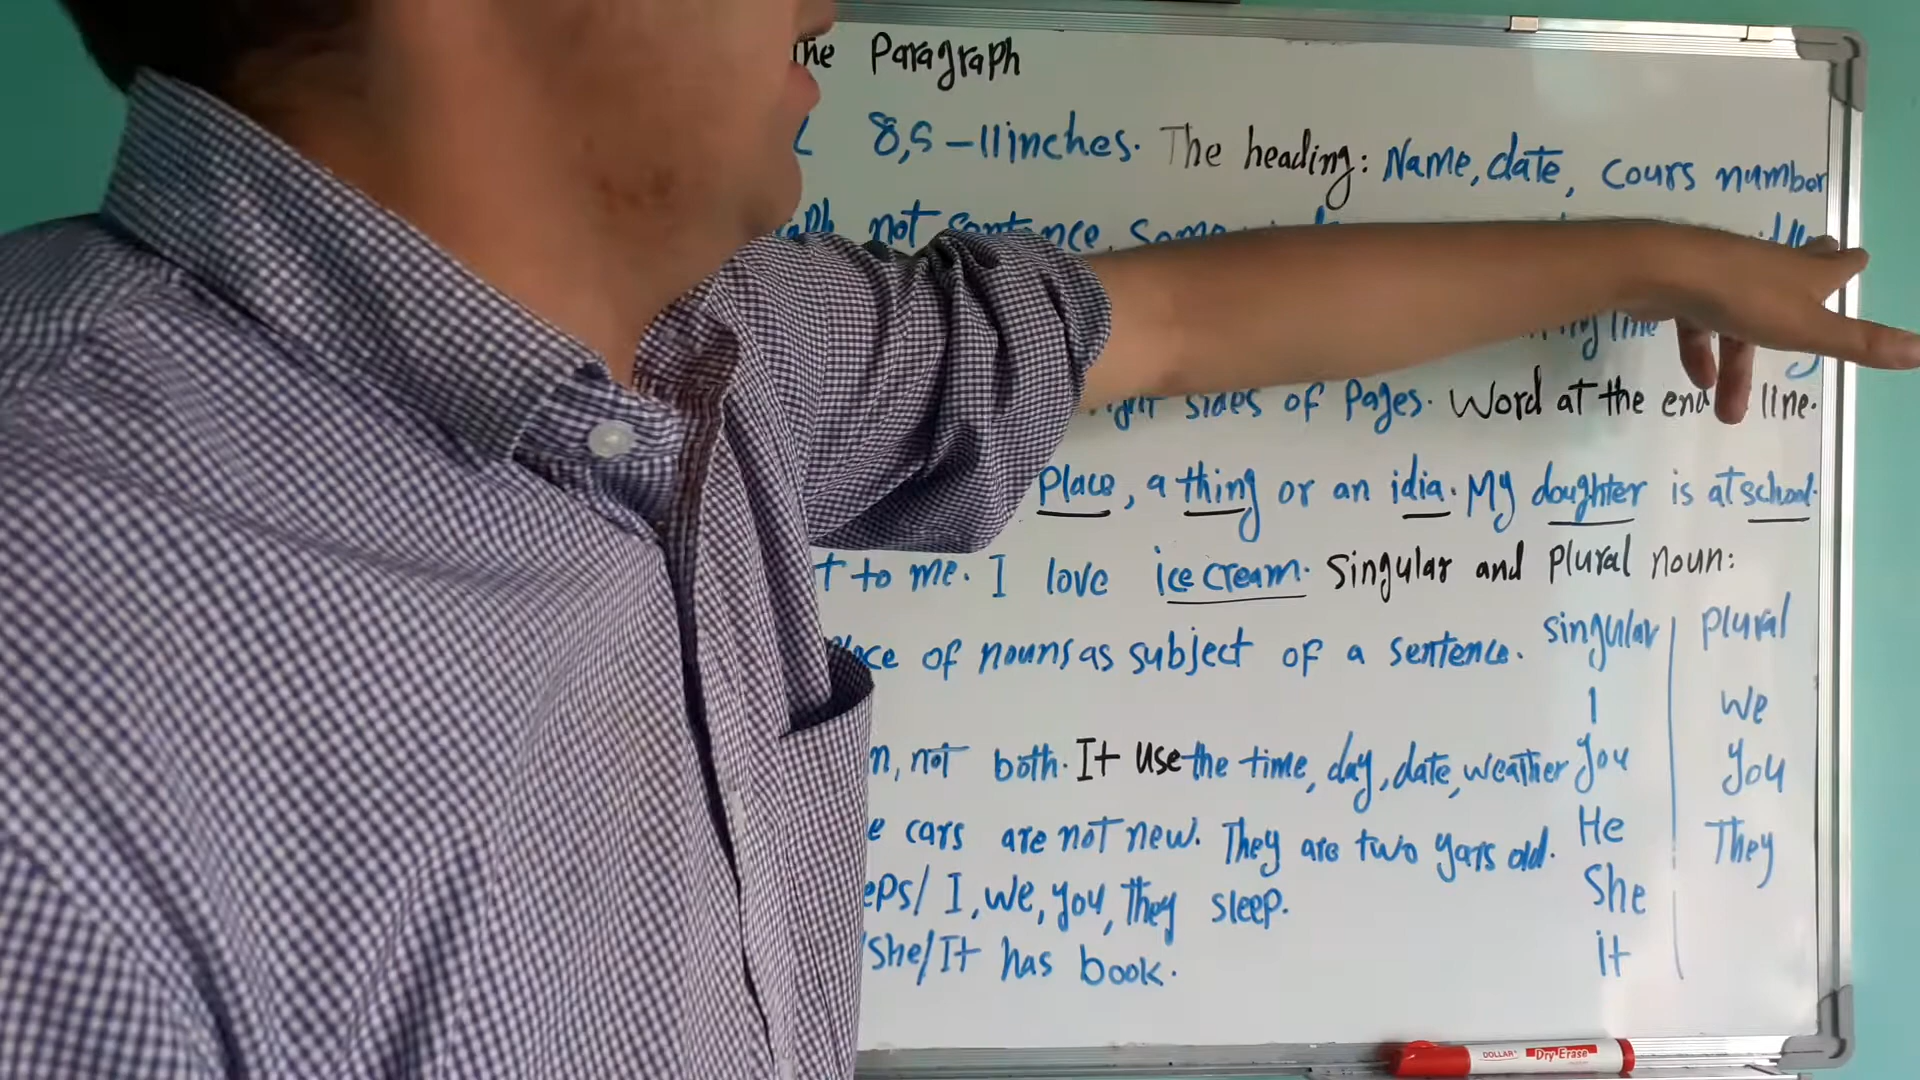 the Paragraph
8,5 - 11 inches. The heading: Name, date, cours number
not sentence. Some
line
sides of Pages. Word at the end line.
Place, a thing or an idia. My doughter is at school.
t to me. I love ice cream. Singular and plural noun:
of nouns as subject of a sentence. singular plural
I we
n, not both. It use the time, day, date, weather you you
e cars are not new. They are two yars old. He They
eps/ I, we, you, they sleep. She
She/It has book. it
DOLLAR Dry Erase